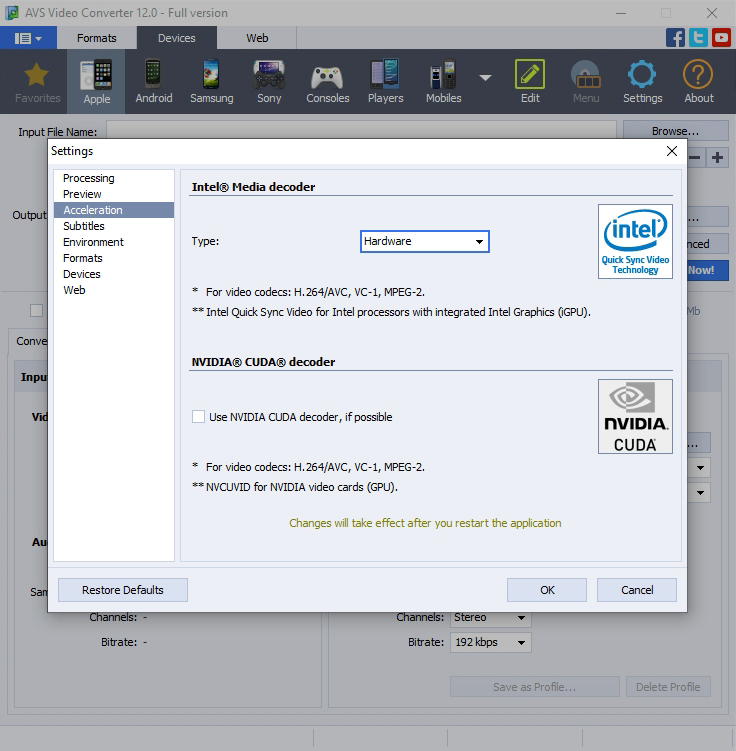 AVS Video Converter 12.0 - Full version
Formats
Devices
Web
Favorites
Apple
Android
Samsung
Sony
Consoles
Players
Mobiles
Edit
Menu
Settings
About
Input File Name:
Browse...
Output
...
nced
Now!
Mb
Conve
Inpu
Vid
...
Au
Sam
Settings
Processing
Preview
Acceleration
Subtitles
Environment
Formats
Devices
Web
Intel® Media decoder
Type:
Hardware
intel
Quick Sync Video
Technology
* For video codecs: H.264/AVC, VC-1, MPEG-2.
** Intel Quick Sync Video for Intel processors with integrated Intel Graphics (iGPU).
NVIDIA® CUDA® decoder
Use NVIDIA CUDA decoder, if possible
NVIDIA.
CUDA
* For video codecs: H.264/AVC, VC-1, MPEG-2.
** NVCUVID for NVIDIA video cards (GPU).
Changes will take effect after you restart the application
Restore Defaults
OK
Cancel
Channels: -
Channels: Stereo
Bitrate: -
Bitrate: 192 kbps
Save as Profile...
Delete Profile